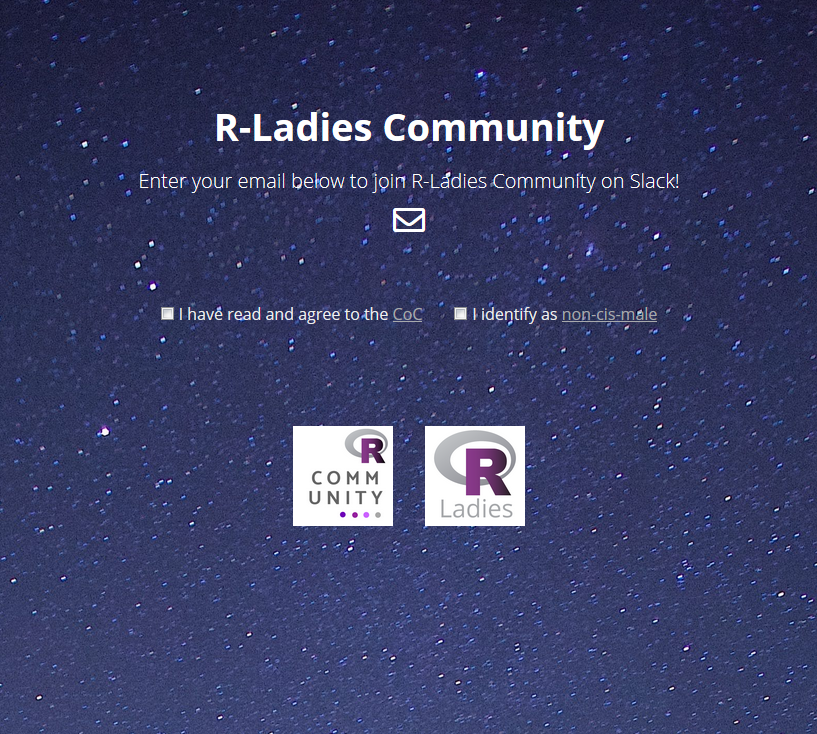 R-Ladies Community
Enter your email below to join R-Ladies Community on Slack!
I have read and agree to the CoC
I identify as non-cis-male
R
COMM
UNITY
R
Ladies